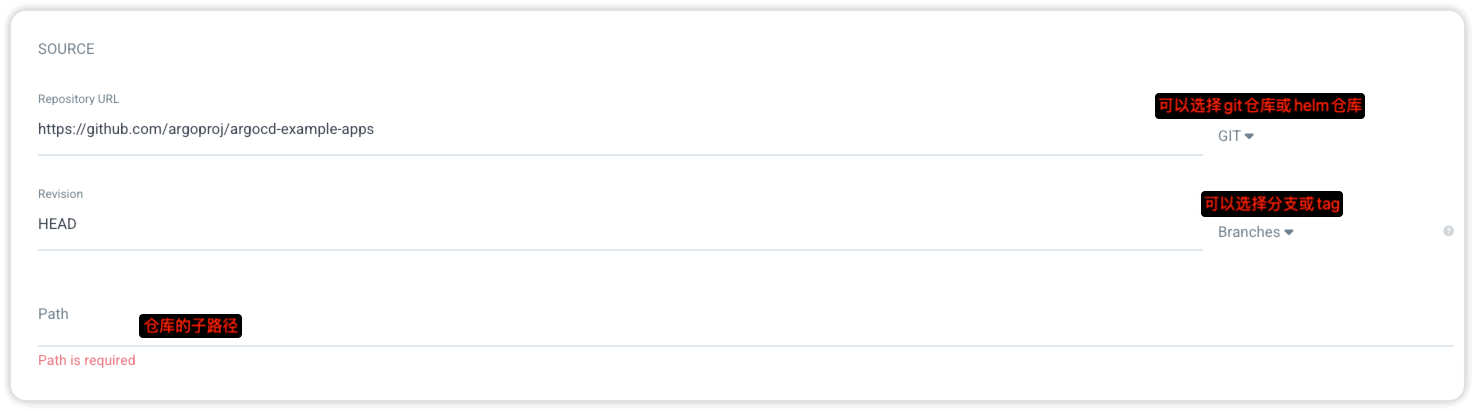 SOURCE
Repository URL
可以选择git仓库或helm仓库
https://github.com/argoproj/argocd-example-apps
GIT
Revision
可以选择分支或tag
HEAD
Branches
?
Path
仓库的子路径
Path is required